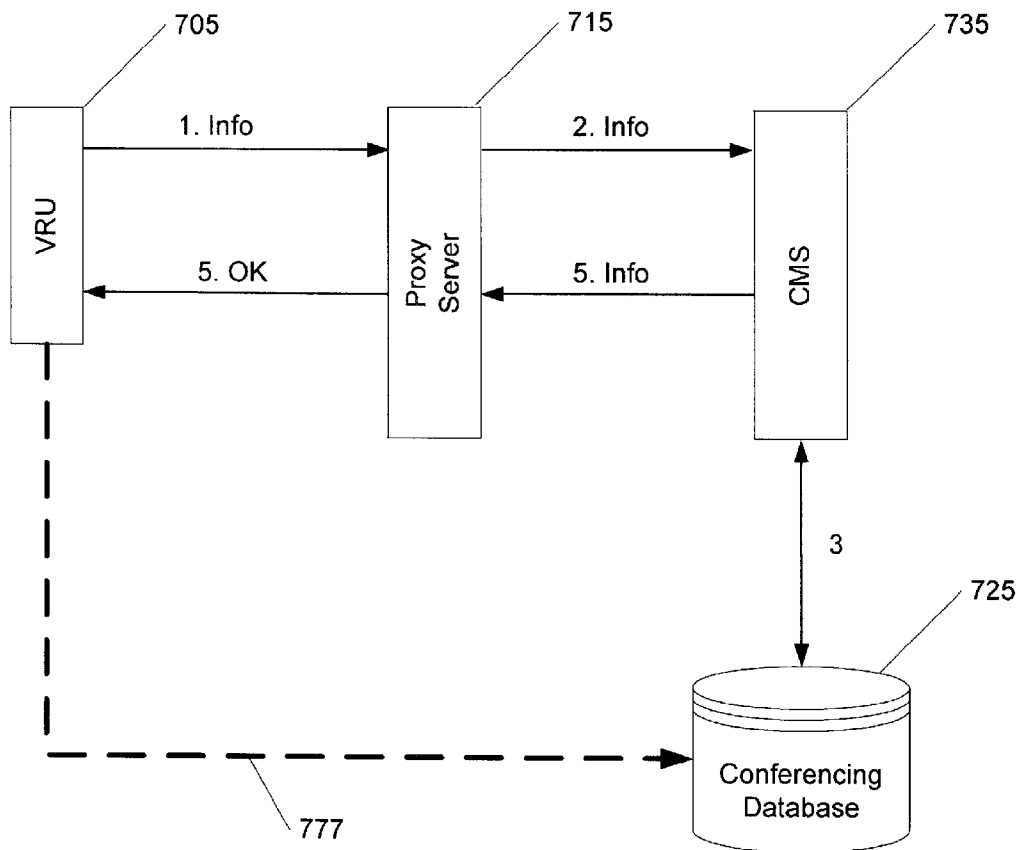 705
715
735
1. Info
2. Info
VRU
Proxy
Server
CMS
5. OK
5. Info
3
725
Conferencing
Database
777